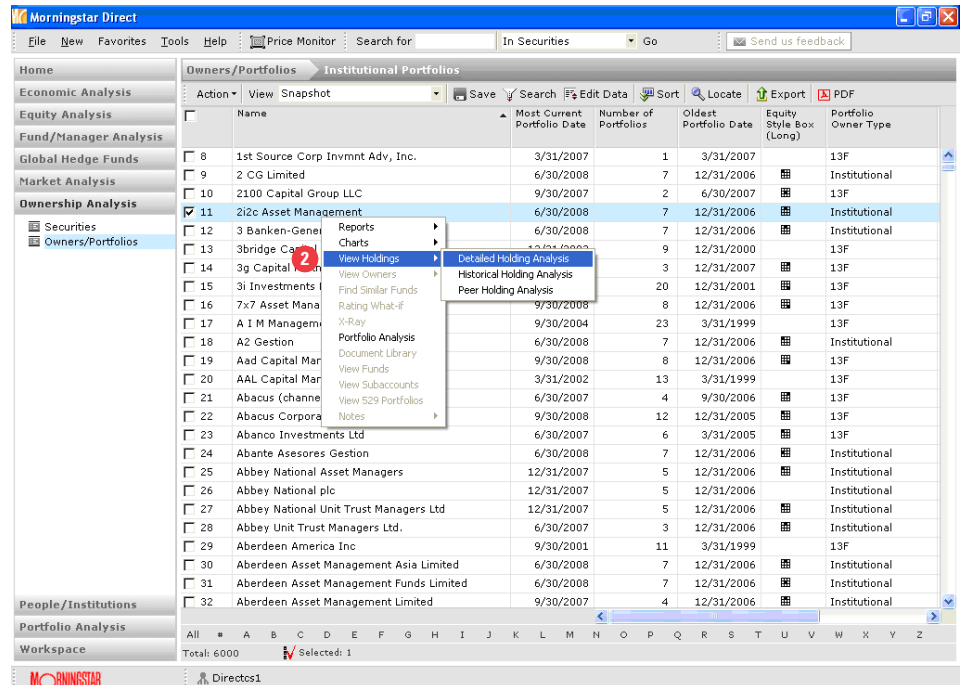 Morningstar Direct
File New Favorites Tools Help Price Monitor Search for In Securities Go Send us feedback
Home
Economic Analysis
Equity Analysis
Fund/Manager Analysis
Global Hedge Funds
Market Analysis
Ownership Analysis
Securities
Owners/Portfolios
People/Institutions
Portfolio Analysis
Workspace
Owners/Portfolios Institutional Portfolios
Action View Snapshot Save Search Edit Data Sort Locate Export PDF
Name Most Current Portfolio Date Number of Portfolios Oldest Portfolio Date Equity Style Box (Long) Portfolio Owner Type
8 1st Source Corp Invmnt Adv, Inc. 3/31/2007 1 3/31/2007 13F
9 2 CG Limited 6/30/2008 7 12/31/2006 Institutional
10 2100 Capital Group LLC 9/30/2007 2 6/30/2007 13F
11 2i2c Asset Management 6/30/2008 7 12/31/2006 Institutional
12 3 Banken-Gener 6/30/2008 7 12/31/2006 Institutional
13 3bridge Ca 9 12/31/2000 13F
14 3g Capital 3 12/31/2007 13F
15 3i Investments 20 12/31/2001 13F
16 7x7 Asset Mana 9/30/2008 8 12/31/2006 13F
17 A I M Managem 9/30/2004 23 3/31/1999 13F
18 A2 Gestion 6/30/2008 7 12/31/2006 Institutional
19 Aad Capital Mar 9/30/2008 8 12/31/2006 13F
20 AAL Capital Mar 3/31/2002 13 3/31/1999 13F
21 Abacus (channe 6/30/2007 4 9/30/2006 13F
22 Abacus Corpora 9/30/2008 12 12/31/2005 13F
23 Abanco Investments Ltd 6/30/2007 6 3/31/2005 13F
24 Abante Asesores Gestion 6/30/2008 7 12/31/2006 Institutional
25 Abbey National Asset Managers 12/31/2007 5 12/31/2006 Institutional
26 Abbey National plc 12/31/2007 5 12/31/2006 Institutional
27 Abbey National Unit Trust Managers Ltd 12/31/2007 5 12/31/2006 Institutional
28 Abbey Unit Trust Managers Ltd. 6/30/2007 3 12/31/2006 Institutional
29 Aberdeen America Inc 9/30/2001 11 3/31/1999 13F
30 Aberdeen Asset Management Asia Limited 6/30/2008 7 12/31/2006 Institutional
31 Aberdeen Asset Management Funds Limited 6/30/2008 7 12/31/2006 Institutional
32 Aberdeen Asset Management Limited 9/30/2007 4 12/31/2006 Institutional
2
Reports
Charts
View Holdings
View Owners
Find Similar Funds
Rating What-if
X-Ray
Portfolio Analysis
Document Library
View Funds
View Subaccounts
View 529 Portfolios
Notes
Detailed Holding Analysis
Historical Holding Analysis
Peer Holding Analysis
All # A B C D E F G H I J K L M N O P Q R S T U V W X Y Z
Total: 6000 Selected: 1
MORNINGSTAR Directcs1